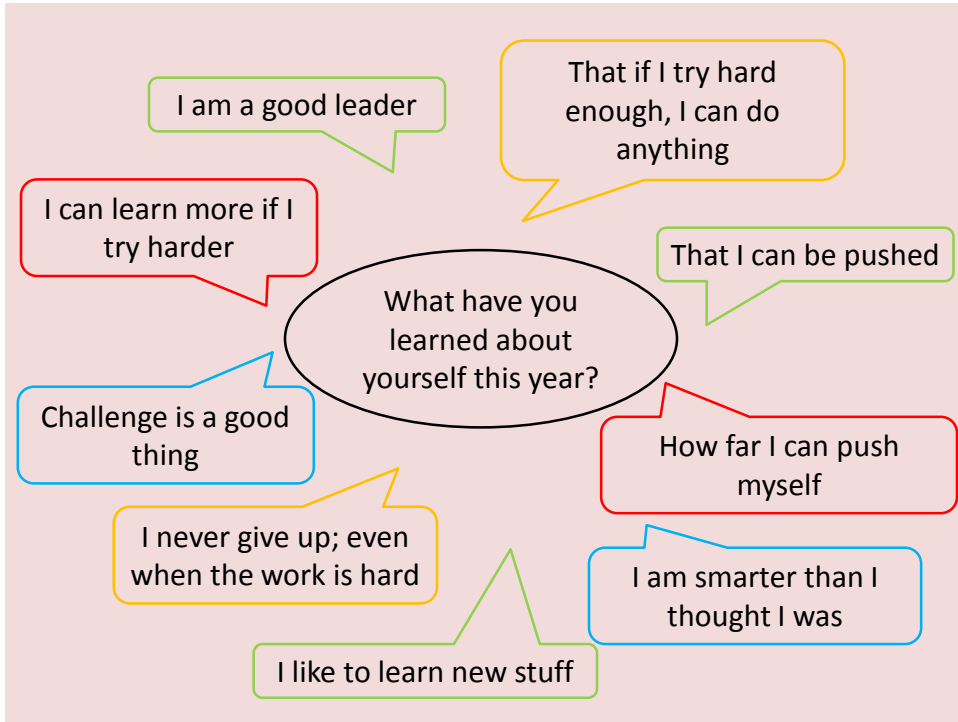 I am a good leader
That if I try hard
enough, I can do
anything
I can learn more if I
try harder
That I can be pushed
What have you
learned about
yourself this year?
Challenge is a good
thing
How far I can push
myself
I never give up; even
when the work is hard
I am smarter than I
thought I was
I like to learn new stuff